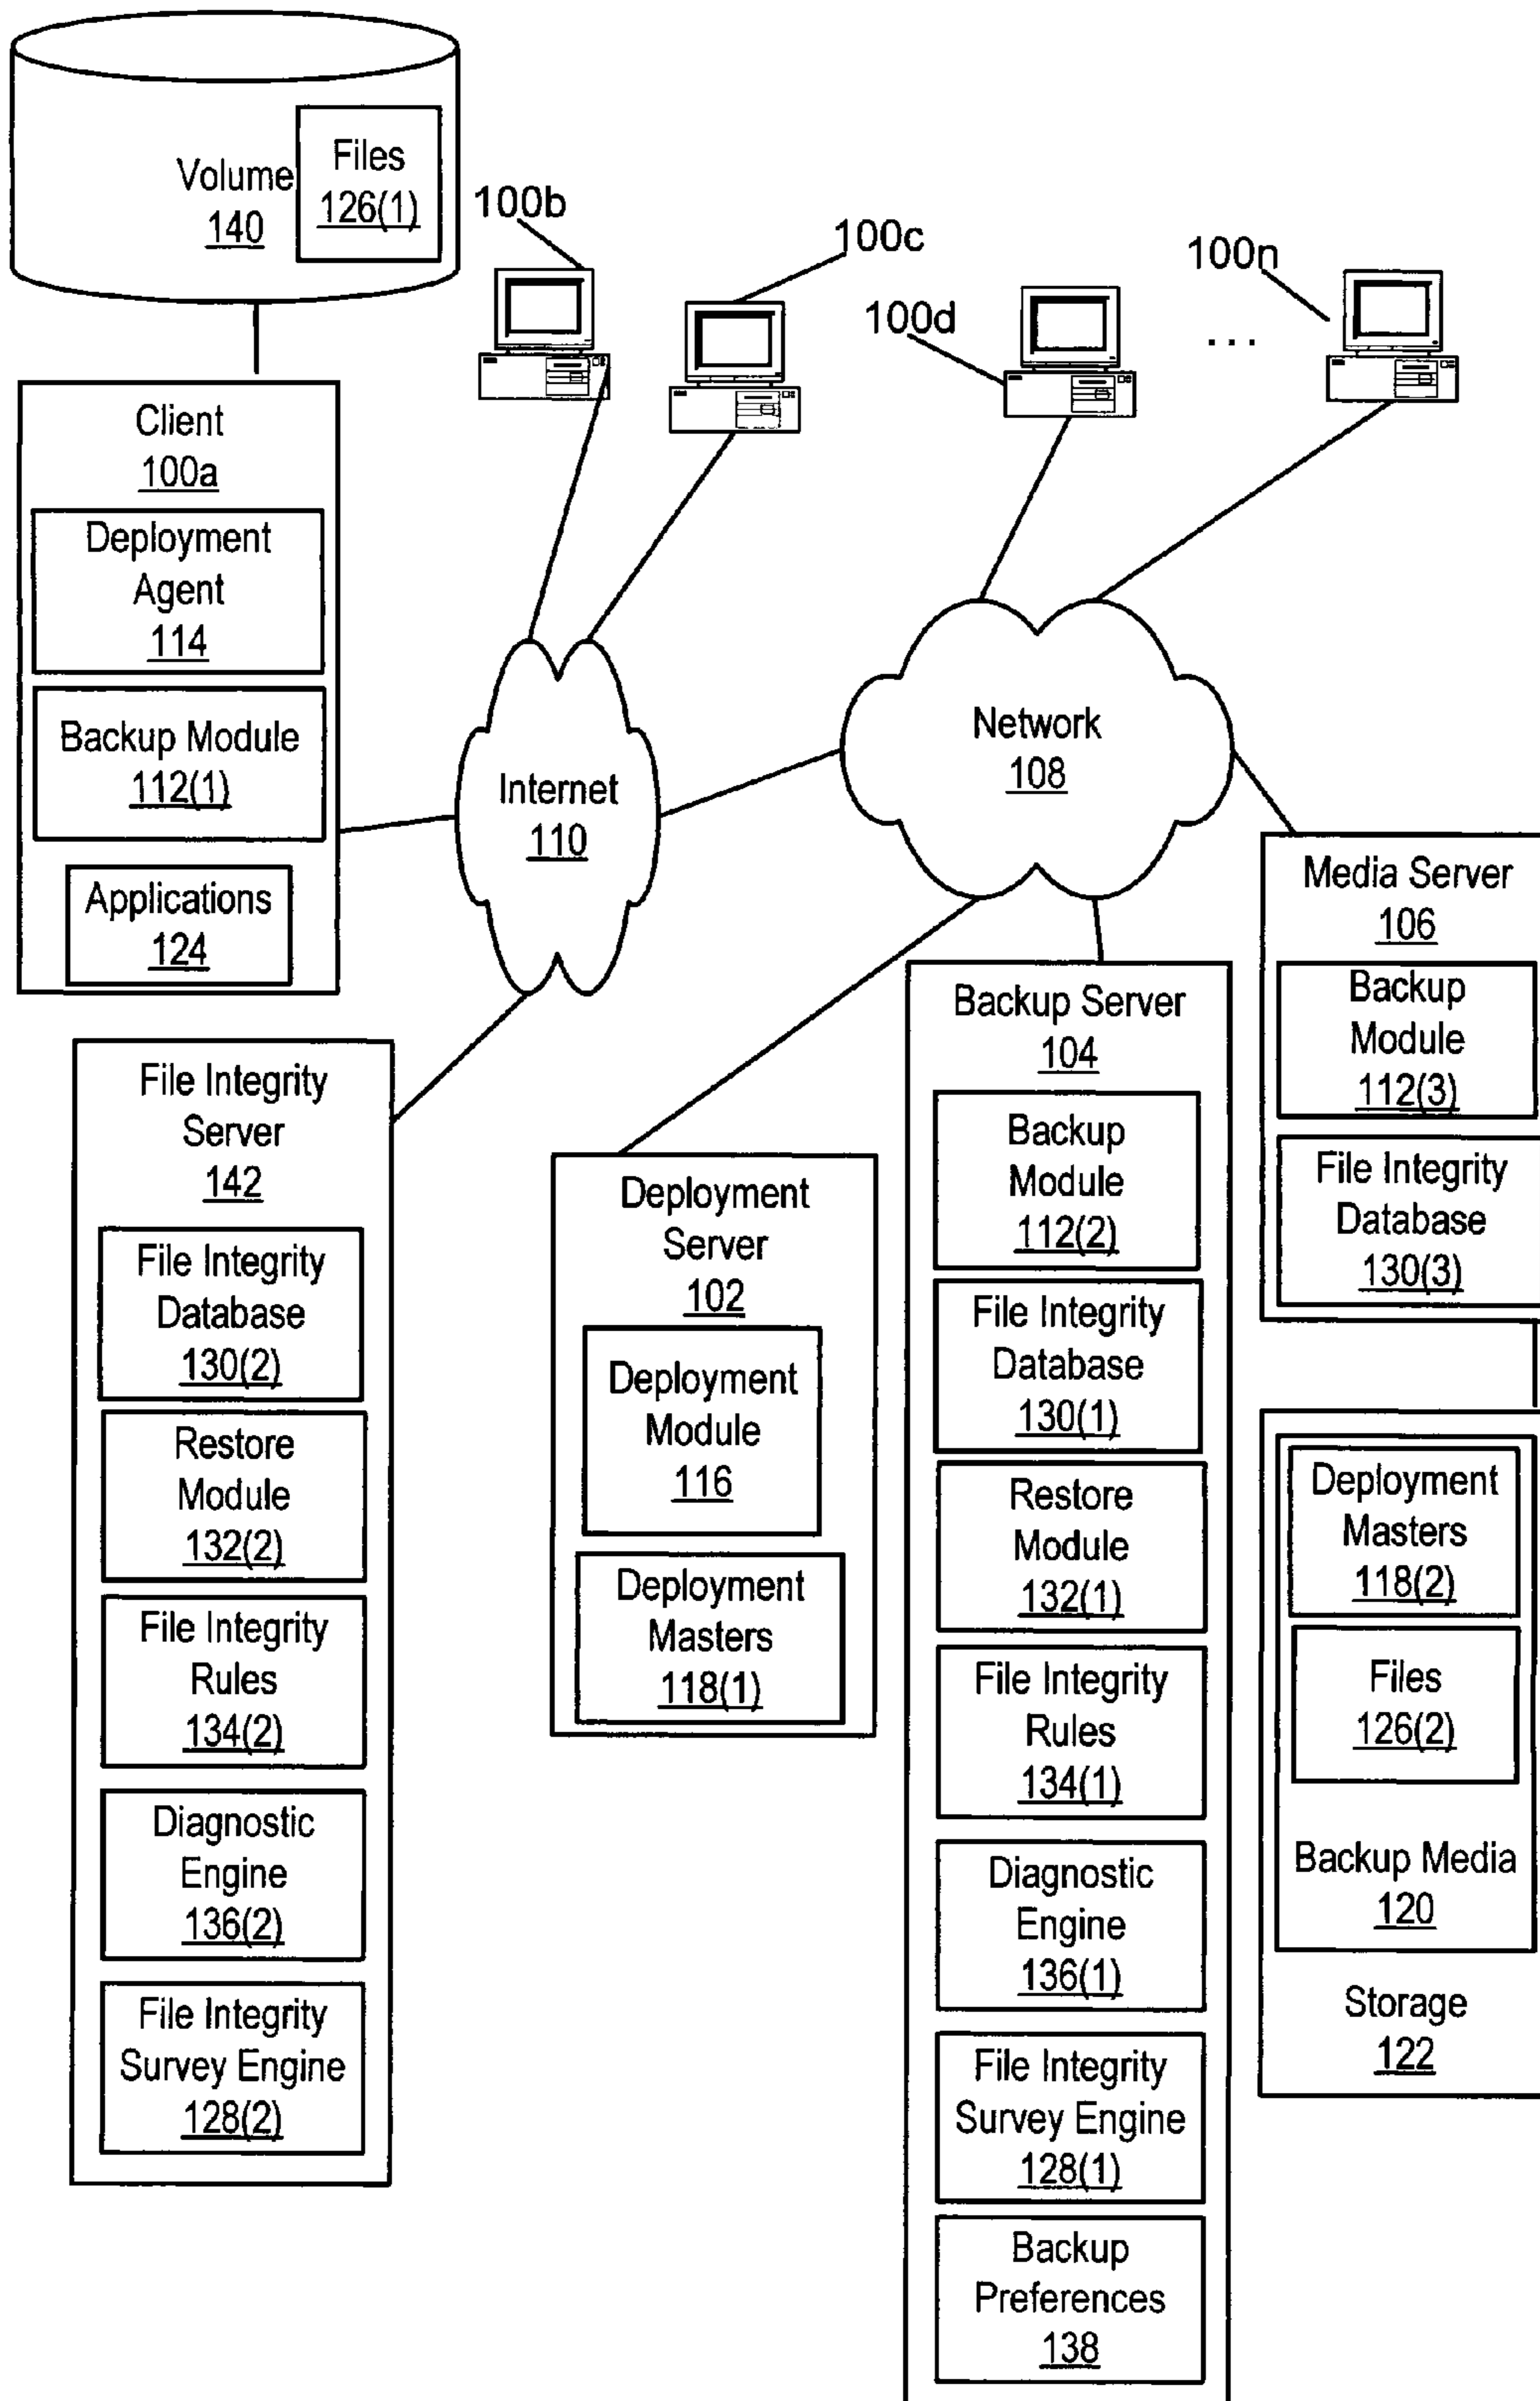 Volume
140
Files
126(1)
100b
100c
100d
...
100n
Client
100a
Deployment
Agent
114
Backup Module
112(1)
Applications
124
Internet
110
Network
108
File Integrity
Server
142
File Integrity
Database
130(2)
Restore
Module
132(2)
File Integrity
Rules
134(2)
Diagnostic
Engine
136(2)
File Integrity
Survey Engine
128(2)
Deployment
Server
102
Deployment
Module
116
Deployment
Masters
118(1)
Backup Server
104
Backup
Module
112(2)
File Integrity
Database
130(1)
Restore
Module
132(1)
File Integrity
Rules
134(1)
Diagnostic
Engine
136(1)
File Integrity
Survey Engine
128(1)
Backup
Preferences
138
Media Server
106
Backup
Module
112(3)
File Integrity
Database
130(3)
Deployment
Masters
118(2)
Files
126(2)
Backup Media
120
Storage
122